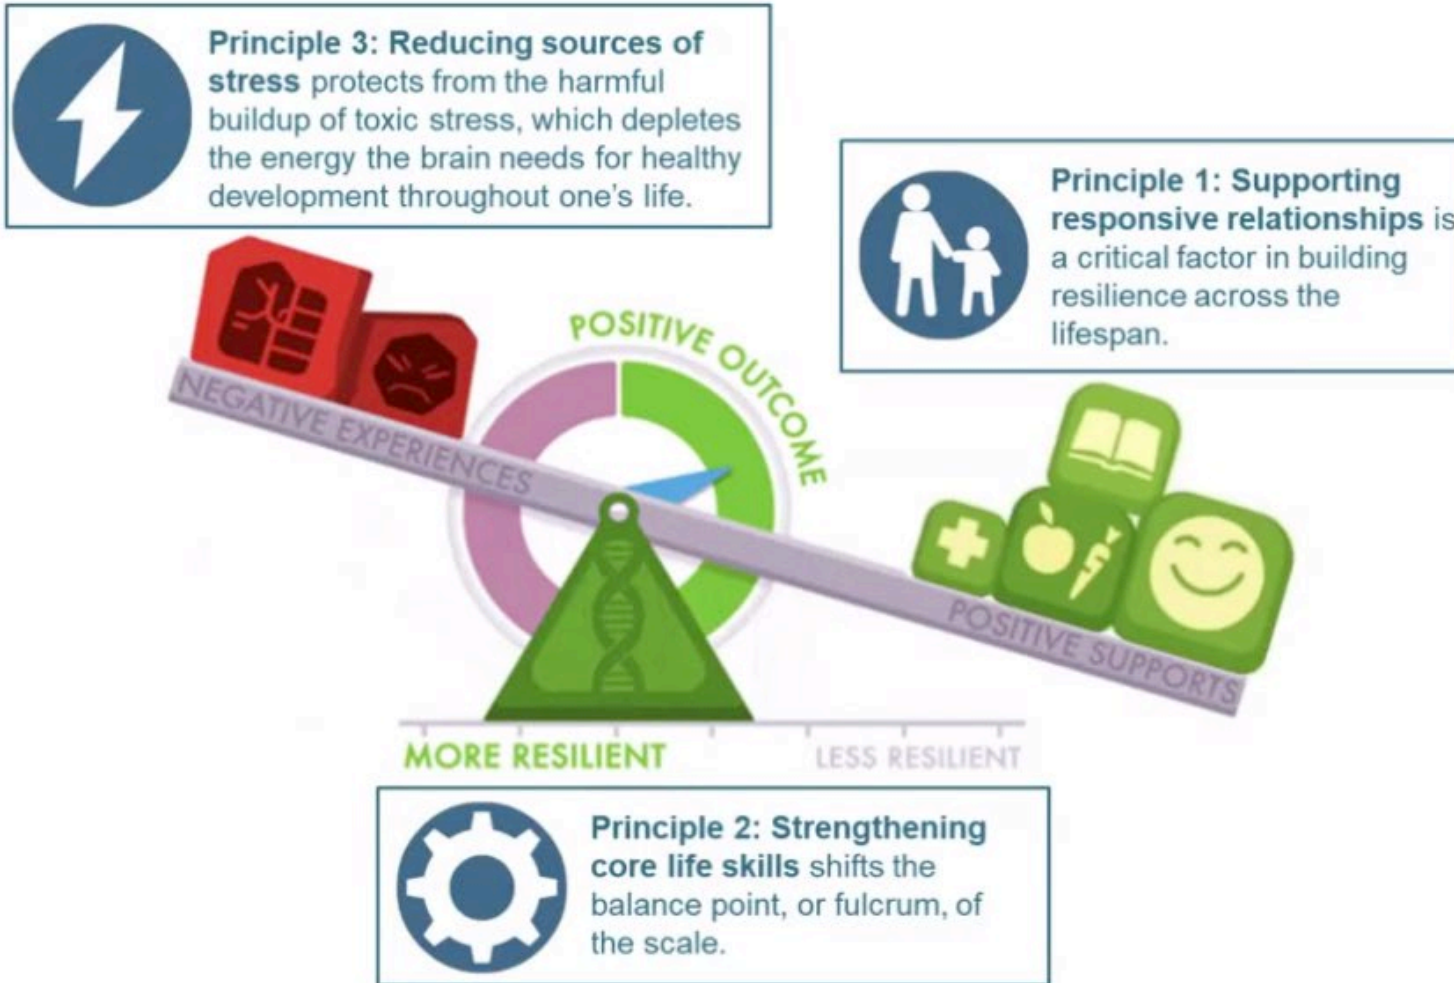 Principle 3: Reducing sources of
stress protects from the harmful
buildup of toxic stress, which depletes
the energy the brain needs for healthy
development throughout one's life.
Principle 1: Supporting
responsive relationships is
a critical factor in building
resilience across the
lifespan.
POSITIVE OUTCOME
NEGATIVE EXPERIENCES
POSITIVE SUPPORTS
MORE RESILIENT
LESS RESILIENT
Principle 2: Strengthening
core life skills shifts the
balance point, or fulcrum, of
the scale.